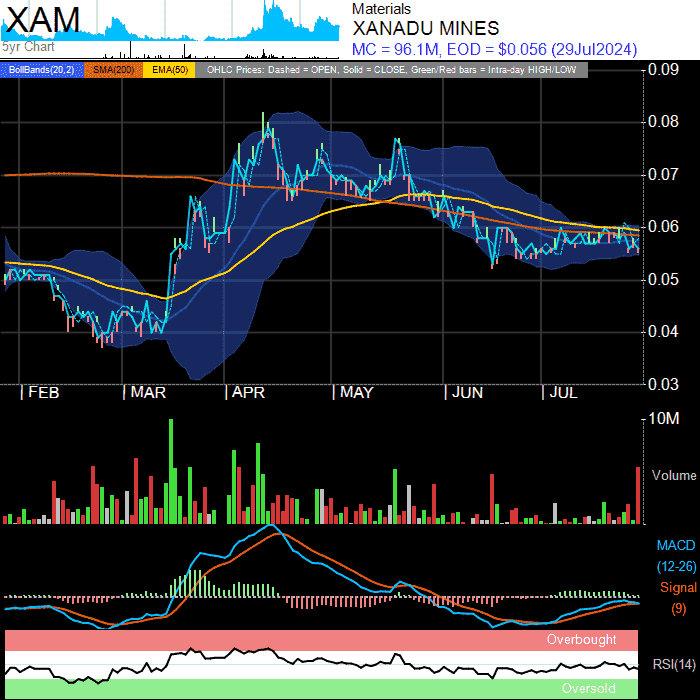 XAM
5yr Chart
Materials
XANADU MINES
MC = 96.1M, EOD = $0.056 (29Jul2024)
BollBands(20,2) SMA(200) EMA(50) OHLC Prices: Dashed = OPEN, Solid = CLOSE, Green/Red bars = Intra-day HIGH/LOW
0.09
0.08
0.07
0.06
0.05
0.04
0.03
FEB MAR APR MAY JUN JUL
10M
Volume
MACD
(12-26)
Signal
(9)
Overbought
RSI(14)
Oversold